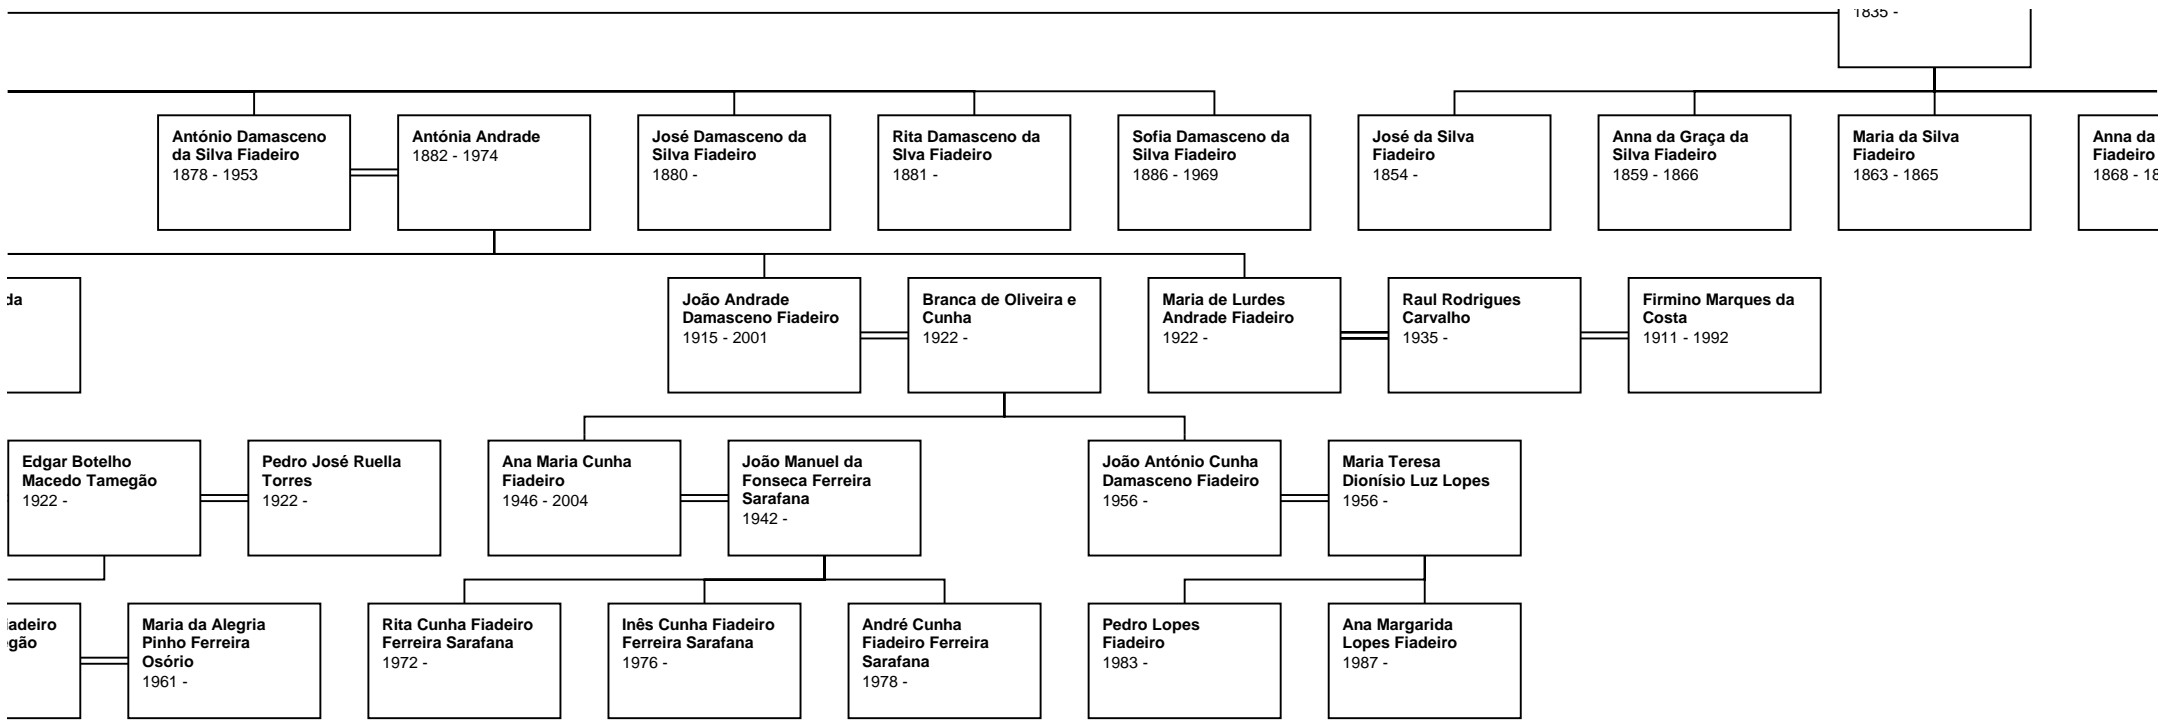 1835 -
António Damasceno
da Silva Fiadeiro
1878 - 1953
Antónia Andrade
1882 - 1974
José Damasceno da
Silva Fiadeiro
1880 -
Rita Damasceno da
Slva Fiadeiro
1881 -
Sofia Damasceno da
Silva Fiadeiro
1886 - 1969
José da Silva
Fiadeiro
1854 -
Anna da Graça da
Silva Fiadeiro
1859 - 1866
Maria da Silva
Fiadeiro
1863 - 1865
Anna da
Fiadeiro
1868 - 18
da
João Andrade
Damasceno Fiadeiro
1915 - 2001
Branca de Oliveira e
Cunha
1922 -
Maria de Lurdes
Andrade Fiadeiro
1922 -
Raul Rodrigues
Carvalho
1935 -
Firmino Marques da
Costa
1911 - 1992
Edgar Botelho
Macedo Tamegão
1922 -
Pedro José Ruella
Torres
1922 -
Ana Maria Cunha
Fiadeiro
1946 - 2004
João Manuel da
Fonseca Ferreira
Sarafana
1942 -
João António Cunha
Damasceno Fiadeiro
1956 -
Maria Teresa
Dionísio Luz Lopes
1956 -
iadeiro
gão
Maria da Alegria
Pinho Ferreira
Osório
1961 -
Rita Cunha Fiadeiro
Ferreira Sarafana
1972 -
Inês Cunha Fiadeiro
Ferreira Sarafana
1976 -
André Cunha
Fiadeiro Ferreira
Sarafana
1978 -
Pedro Lopes
Fiadeiro
1983 -
Ana Margarida
Lopes Fiadeiro
1987 -